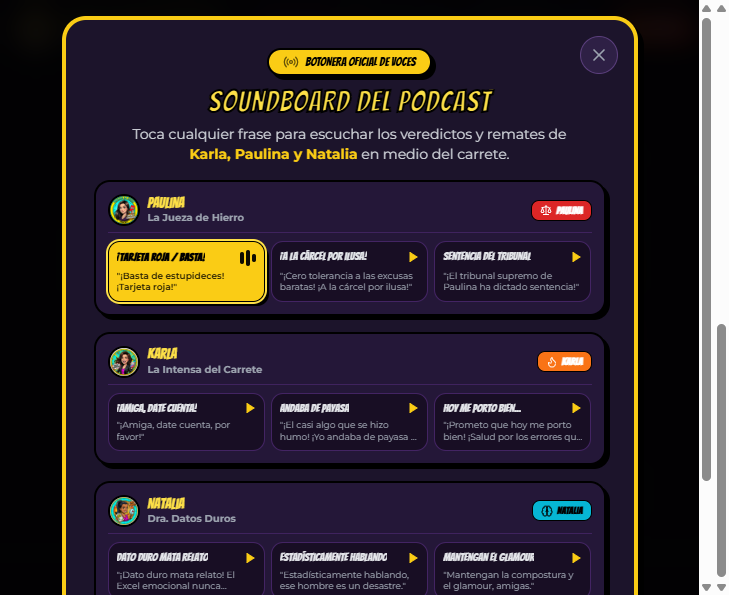 BOTONERA OFICIAL DE VOCES
SOUNDBOARD DEL PODCAST
Toca cualquier frase para escuchar los veredictos y remates de
Karla, Paulina y Natalia en medio del carrete.
PAULINA
La Jueza de Hierro
PAULINA
¡TARJETA ROJA / BASTA!
"¡Basta de estupideces!
¡Tarjeta roja!"
¡A LA CÁRCEL POR ILUSA!
"¡Cero tolerancia a las excusas
baratas! ¡A la cárcel por ilusa!"
SENTENCIA DEL TRIBUNAL
"¡El tribunal supremo de
Paulina ha dictado sentencia!"
KARLA
La Intensa del Carrete
KARLA
¡AMIGA, DATE CUENTA!
"¡Amiga, date cuenta, por
favor!"
ANDABA DE PAYASA
"¡El casi algo que se hizo
humo! ¡Yo andaba de payasa ...
HOY ME PORTO BIEN...
"¡Prometo que hoy me porto
bien! ¡Salud por los errores qu...
NATALIA
Dra. Datos Duros
NATALIA
DATO DURO MATA RELATO
"¡Dato duro mata relato! El
Excel emocional nunca...
ESTADÍSTICAMENTE HABLANDO
"Estadísticamente hablando,
ese hombre es un desastre."
MANTENGAN EL GLAMOUR
"Mantengan la compostura y
el glamour, amigas."